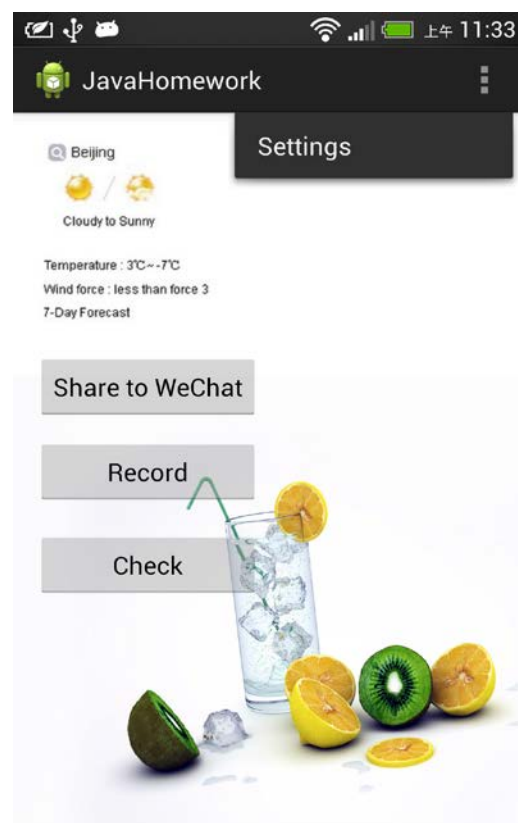 上午 11:33
JavaHomework
Settings
Beijing
Cloudy to Sunny
Temperature : 3℃~-7℃
Wind force : less than force 3
7-Day Forecast
Share to WeChat
Record
Check